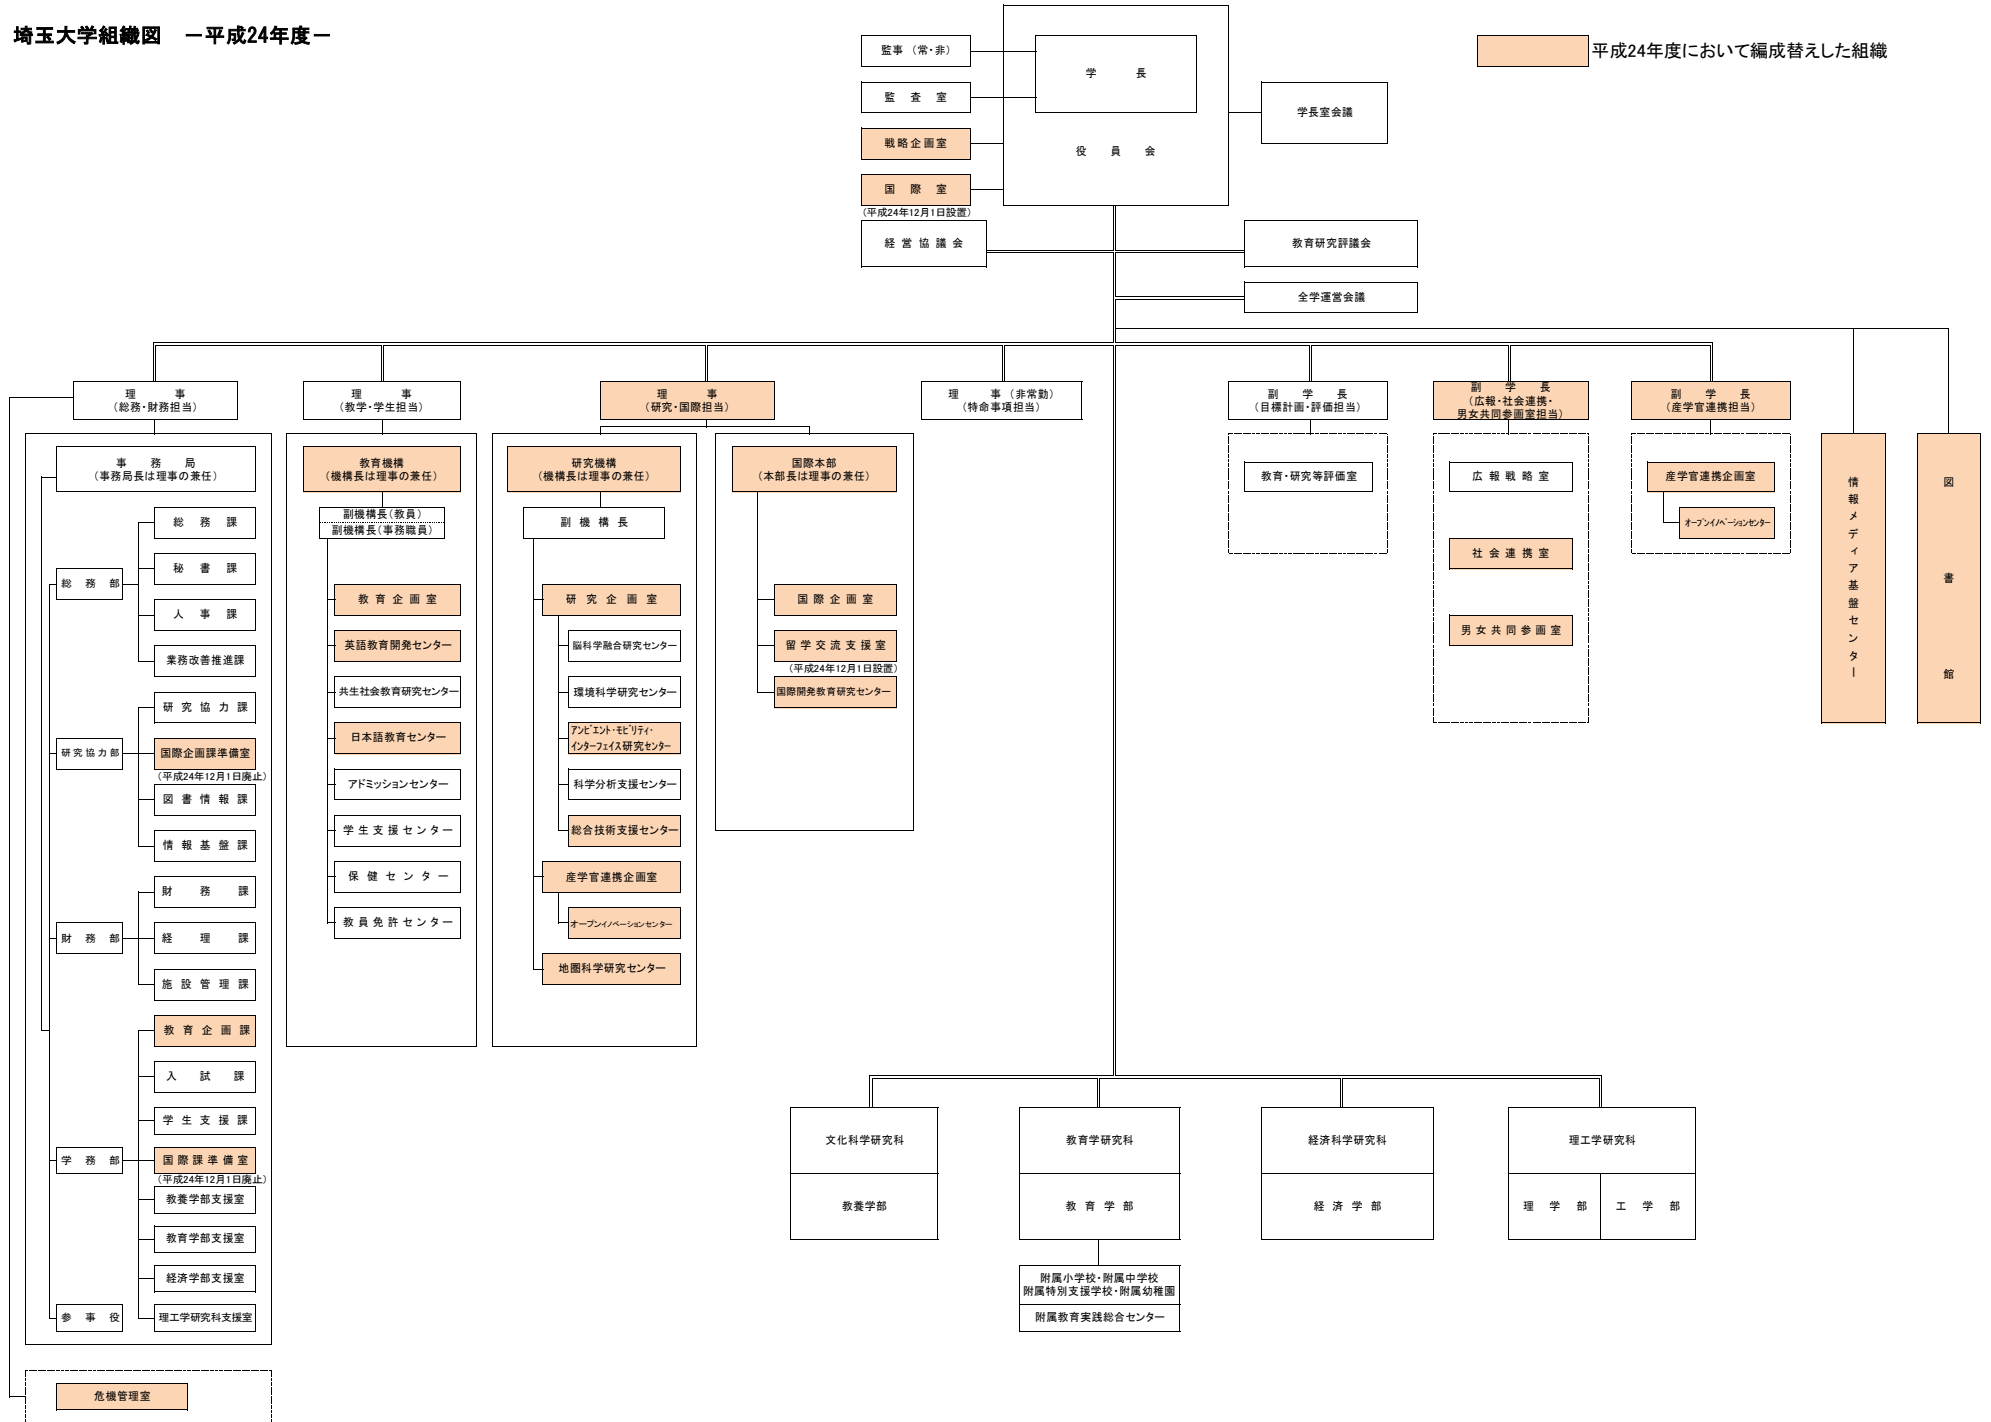 埼玉大学組織図　－平成24年度－
平成24年度において編成替えした組織
監事（常・非）
学長
監査室
学長室会議
戦略企画室
役員会
国際室
（平成24年12月1日設置）
経営協議会
教育研究評議会
全学運営会議
理事
（総務・財務担当）
理事
（教学・学生担当）
理事
（研究・国際担当）
理事（非常勤）
（特命事項担当）
副学長
（目標計画・評価担当）
副学長
（広報・社会連携・
男女共同参画室担当）
副学長
（産学官連携担当）
事務局
（事務局長は理事の兼任）
総務部
総務課
秘書課
人事課
業務改善推進課
研究協力部
研究協力課
国際企画課準備室
（平成24年12月1日廃止）
図書情報課
情報基盤課
財務部
財務課
経理課
施設管理課
学務部
教育企画課
入試課
学生支援課
国際課準備室
（平成24年12月1日廃止）
教養学部支援室
教育学部支援室
経済学部支援室
理工学研究科支援室
参事役
危機管理室
教育機構
（機構長は理事の兼任）
副機構長（教員）
副機構長（事務職員）
教育企画室
英語教育開発センター
共生社会教育研究センター
日本語教育センター
アドミッションセンター
学生支援センター
保健センター
教員免許センター
研究機構
（機構長は理事の兼任）
副機構長
研究企画室
脳科学融合研究センター
環境科学研究センター
アンビエント・モビリティ・
インターフェイス研究センター
科学分析支援センター
総合技術支援センター
産学官連携企画室
オープンイノベーションセンター
地圏科学研究センター
国際本部
（本部長は理事の兼任）
国際企画室
留学交流支援室
（平成24年12月1日設置）
国際開発教育研究センター
教育・研究等評価室
広報戦略室
社会連携室
男女共同参画室
産学官連携企画室
オープンイノベーションセンター
情報メディア基盤センター
図書館
文化科学研究科
教養学部
教育学研究科
教育学部
附属小学校・附属中学校
附属特別支援学校・附属幼稚園
附属教育実践総合センター
経済科学研究科
経済学部
理工学研究科
理学部
工学部